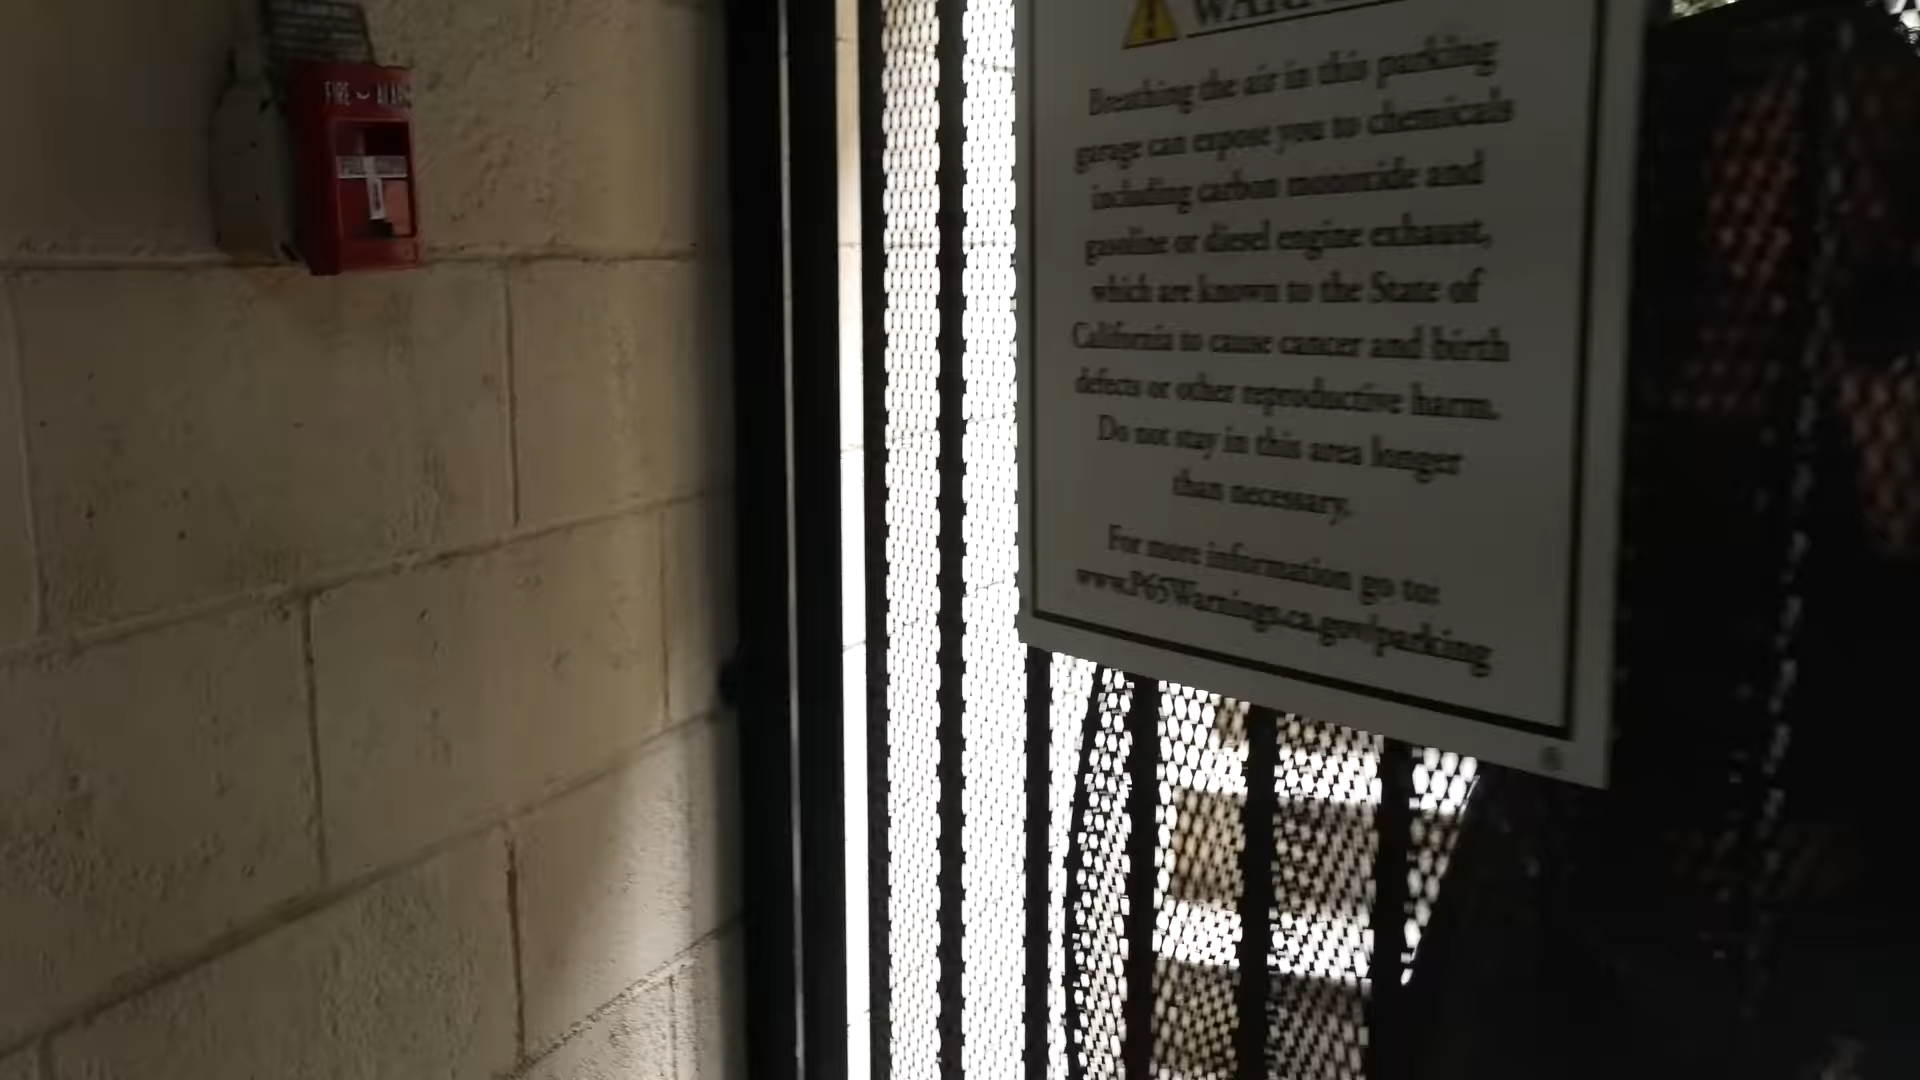 FIRE ALARM
WARNING
Breathing the air in this parking
garage can expose you to chemicals
including carbon monoxide and
gasoline or diesel engine exhaust,
which are known to the State of
California to cause cancer and birth
defects or other reproductive harm.
Do not stay in this area longer
than necessary.
For more information go to:
www.P65Warnings.ca.gov/parking